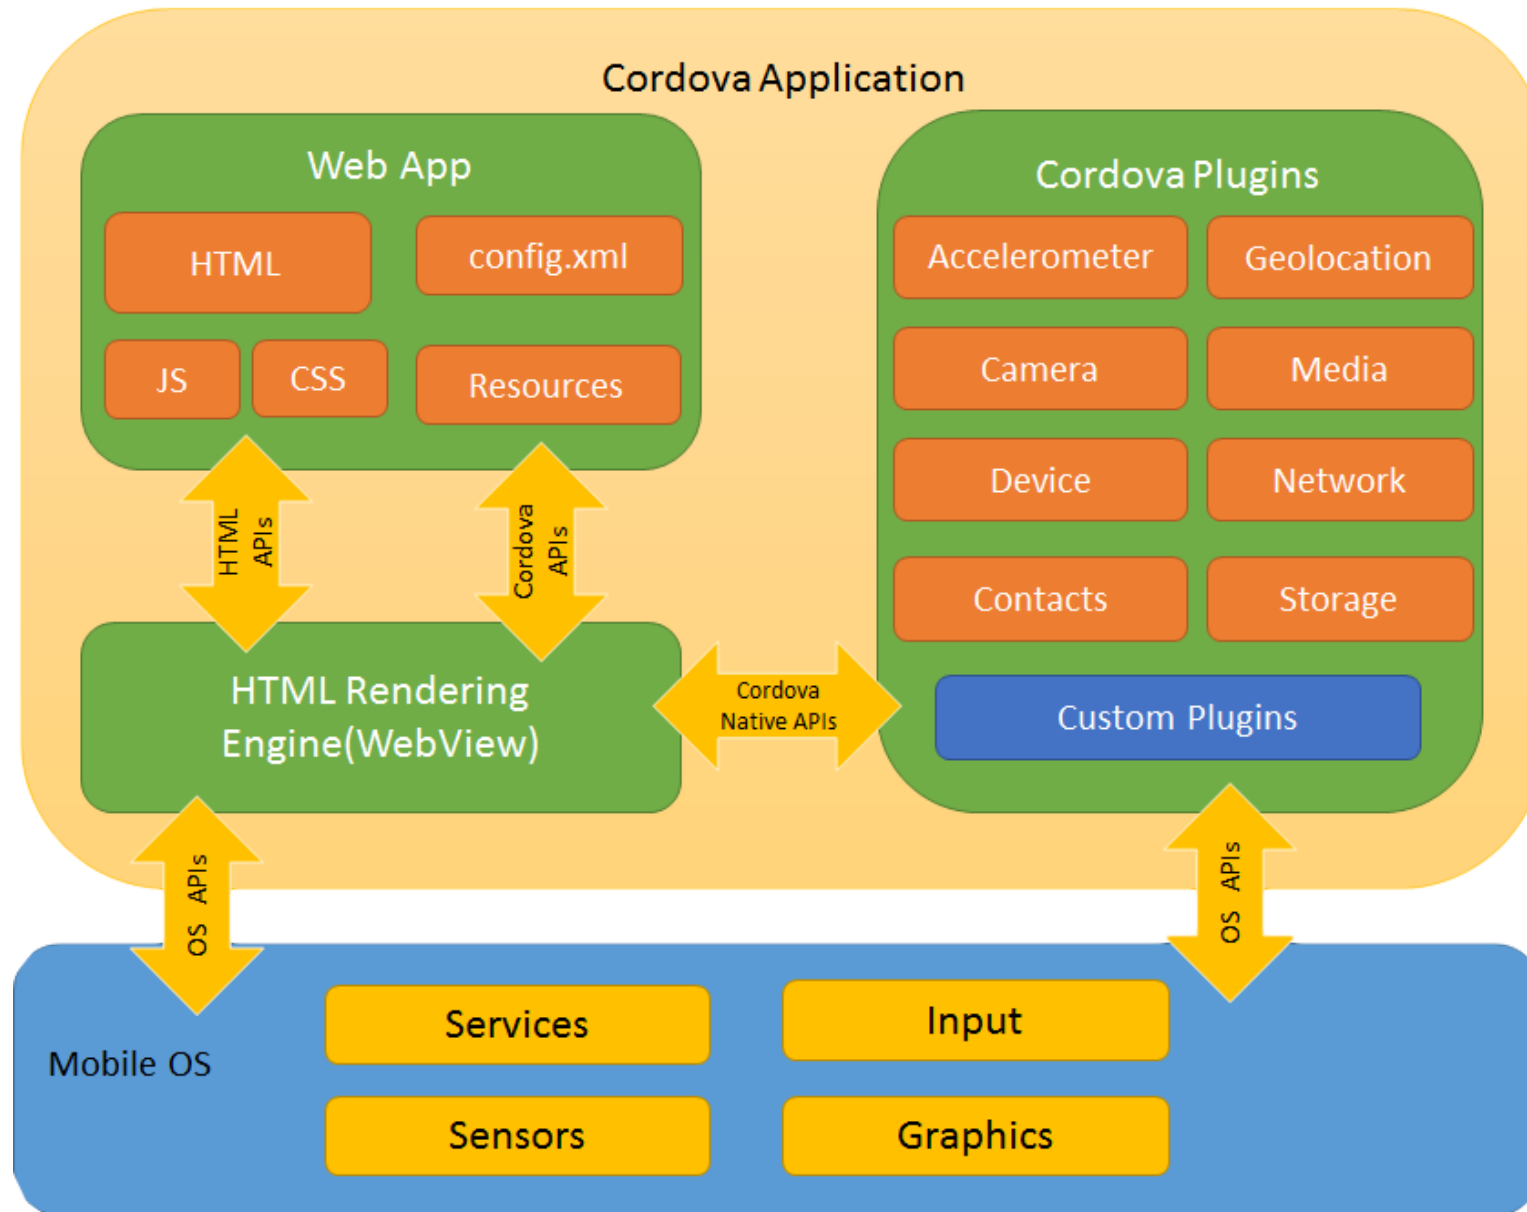 Cordova Application
Web App
HTML
config.xml
JS
CSS
Resources
HTML
APIs
Cordova
APIs
HTML Rendering
Engine(WebView)
Cordova
Native APIs
Cordova Plugins
Accelerometer
Geolocation
Camera
Media
Device
Network
Contacts
Storage
Custom Plugins
OS APIs
OS APIs
Mobile OS
Services
Input
Sensors
Graphics